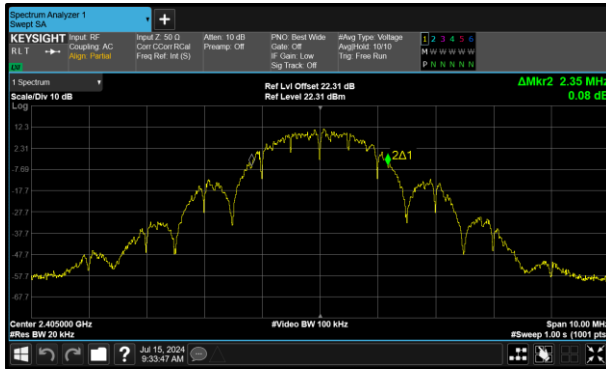 Spectrum Analyzer 1
Swept SA
KEYSIGHT
RLT
Input: RF
Coupling: AC
Align: Partial
Input Z: 50 Ω
Corr CCorr RCal
Freq Ref: Int (S)
Atten: 10 dB
Preamp: Off
PNO: Best Wide
Gate: Off
IF Gain: Low
Sig Track: Off
#Avg Type: Voltage
Avg|Hold: 10/10
Trig: Free Run
1 2 3 4 5 6
M W W W W W
P N N N N N
1 Spectrum
Scale/Div 10 dB
Log
Ref Lvl Offset 22.31 dB
Ref Level 22.31 dBm
ΔMkr2 2.35 MHz
0.08 dB
12.3
2.31
-7.69
-17.7
-27.7
-37.7
-47.7
-57.7
-67.7
2Δ1
Center 2.405000 GHz
#Res BW 20 kHz
#Video BW 100 kHz
Span 10.00 MHz
#Sweep 1.00 s (1001 pts)
?
Jul 15, 2024
9:33:47 AM